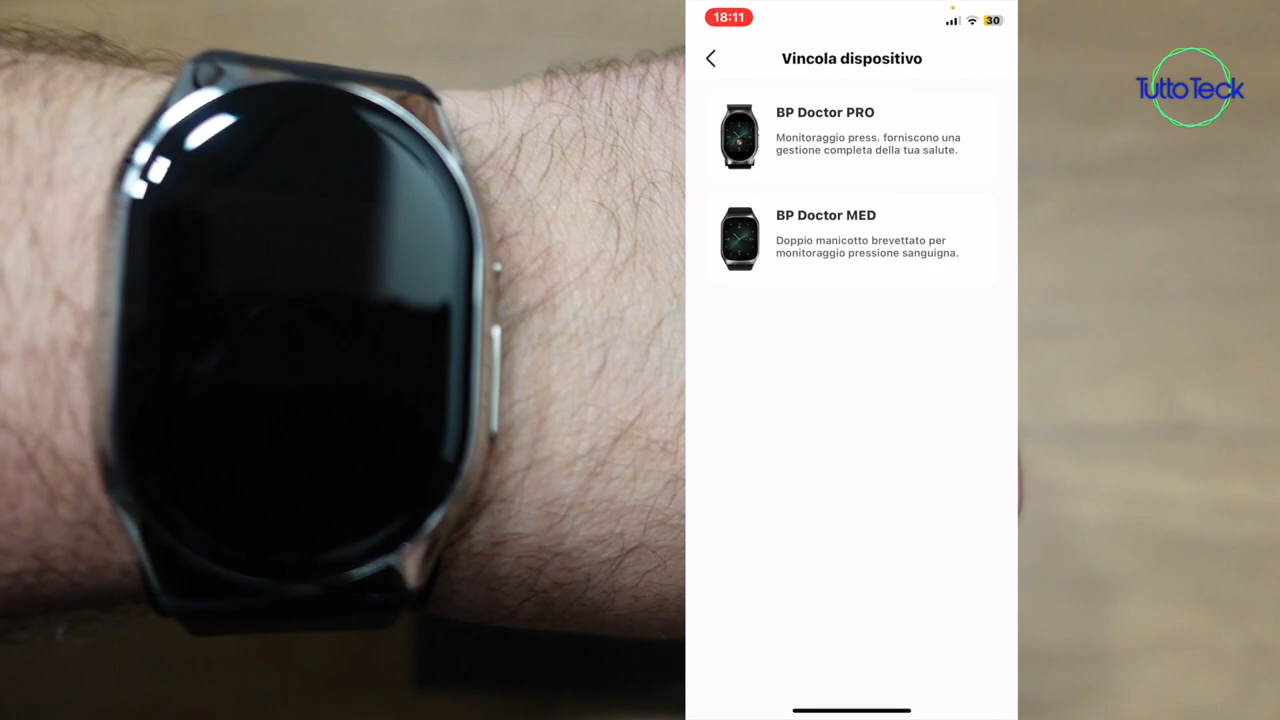 18:11
30
Vincola dispositivo
BP Doctor PRO
Monitoraggio press. forniscono una
gestione completa della tua salute.
BP Doctor MED
Doppio manicotto brevettato per
monitoraggio pressione sanguigna.
TuttoTeck